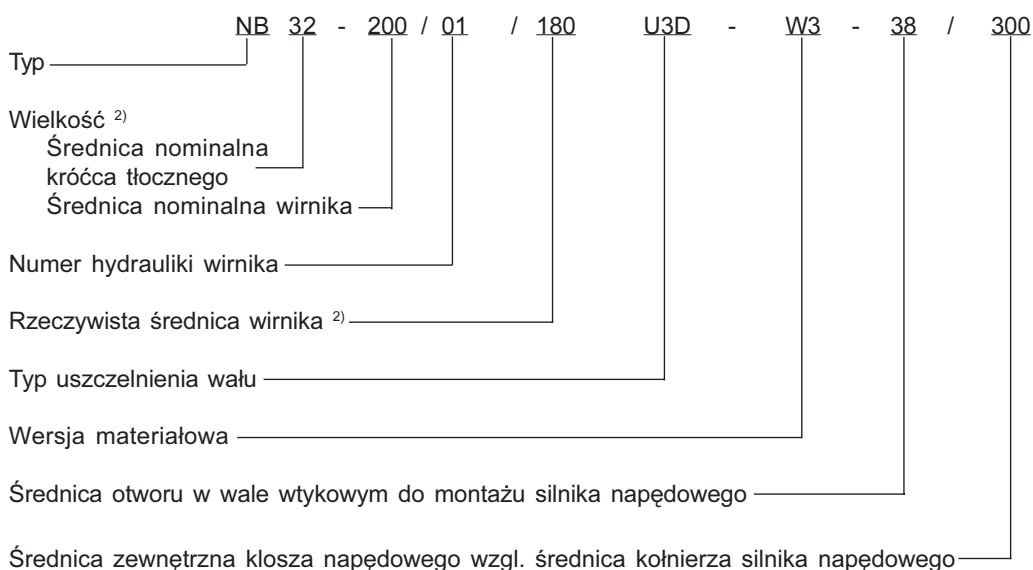 NB 32 - 200 / 01 / 180 U3D - W3 - 38 / 300
Typ
Wielkość 2)
Średnica nominalna
króćca tłocznego
Średnica nominalna wirnika
Numer hydrauliki wirnika
Rzeczywista średnica wirnika 2)
Typ uszczelnienia wału
Wersja materiałowa
Średnica otworu w wale wtykowym do montażu silnika napędowego
Średnica zewnętrzna klosza napędowego wzgl. średnica kołnierza silnika napędowego